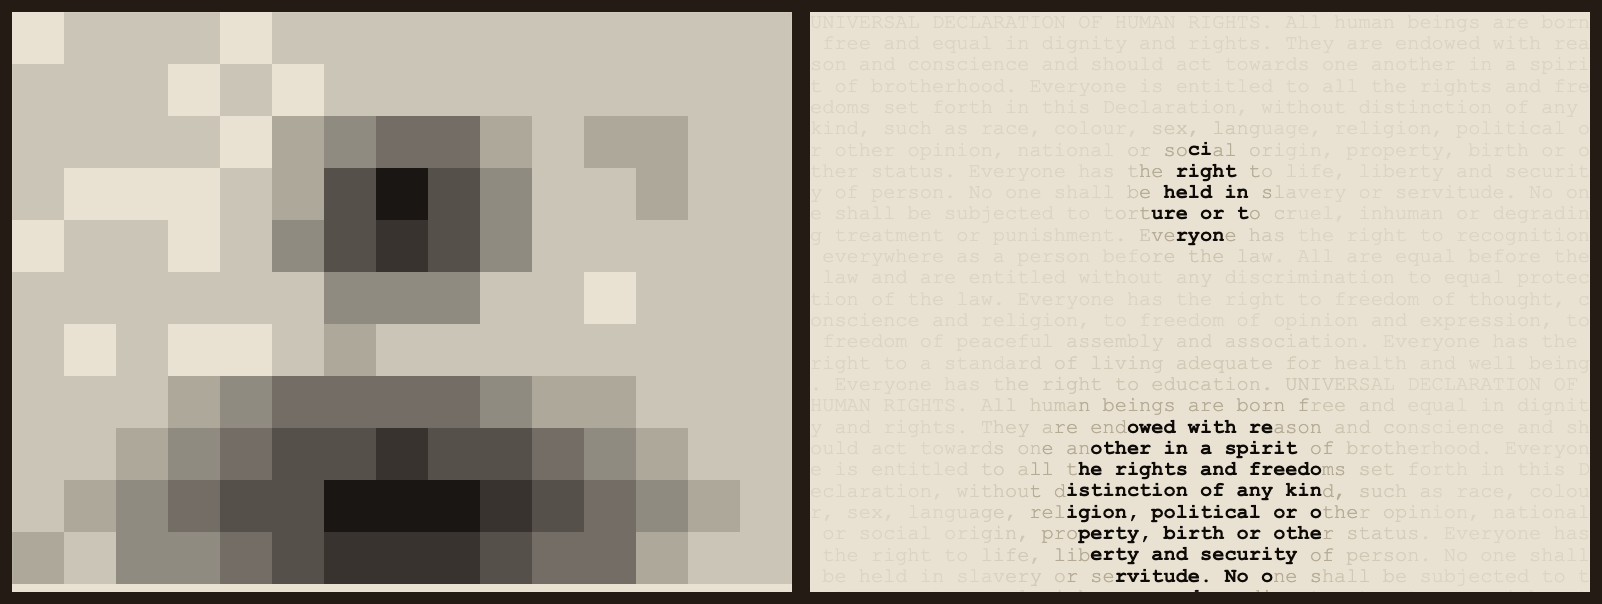 UNIVERSAL DECLARATION OF HUMAN RIGHTS. All human beings are born
free and equal in dignity and rights. They are endowed with rea
son and conscience and should act towards one another in a spiri
t of brotherhood. Everyone is entitled to all the rights and fre
edoms set forth in this Declaration, without distinction of any
kind, such as race, colour, sex, language, religion, political o
r other opinion, national or social origin, property, birth or o
ther status. Everyone has the right to life, liberty and securit
y of person. No one shall be held in slavery or servitude. No on
e shall be subjected to torture or to cruel, inhuman or degradin
g treatment or punishment. Everyone has the right to recognition
everywhere as a person before the law. All are equal before the
law and are entitled without any discrimination to equal protec
tion of the law. Everyone has the right to freedom of thought, c
onscience and religion, to freedom of opinion and expression, to
freedom of peaceful assembly and association. Everyone has the
right to a standard of living adequate for health and well being
. Everyone has the right to education. UNIVERSAL DECLARATION OF
HUMAN RIGHTS. All human beings are born free and equal in dignit
y and rights. They are endowed with reason and conscience and sh
ould act towards one another in a spirit of brotherhood. Everyon
e is entitled to all the rights and freedoms set forth in this D
eclaration, without distinction of any kind, such as race, colou
r, sex, language, religion, political or other opinion, national
or social origin, property, birth or other status. Everyone has
the right to life, liberty and security of person. No one shall
be held in slavery or servitude. No one shall be subjected to t